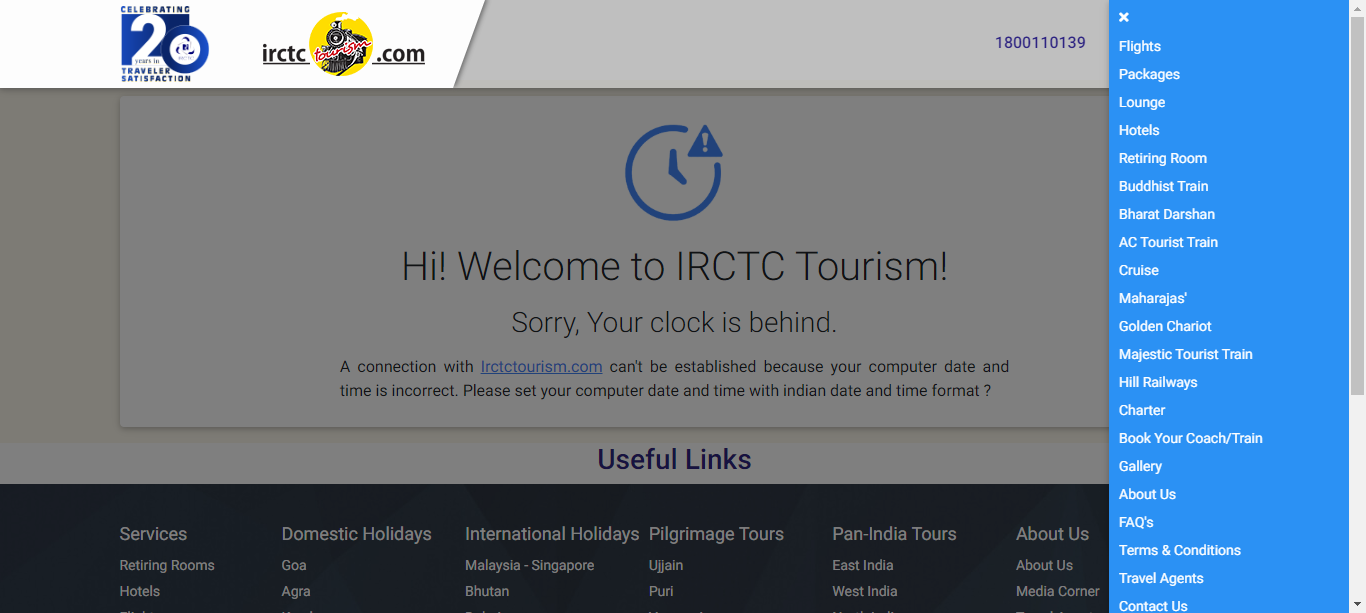 CELEBRATING
20
years in
TRAVELER
SATISFACTION
irctc tourism .com
1800110139
Hi! Welcome to IRCTC Tourism!
Sorry, Your clock is behind.
A connection with Irctctourism.com can't be established because your computer date and
time is incorrect. Please set your computer date and time with indian date and time format ?
Useful Links
Services
Retiring Rooms
Hotels
Domestic Holidays
Goa
Agra
International Holidays
Malaysia - Singapore
Bhutan
Pilgrimage Tours
Ujjain
Puri
Pan-India Tours
East India
West India
About Us
About Us
Media Corner
Flights
Packages
Lounge
Hotels
Retiring Room
Buddhist Train
Bharat Darshan
AC Tourist Train
Cruise
Maharajas'
Golden Chariot
Majestic Tourist Train
Hill Railways
Charter
Book Your Coach/Train
Gallery
About Us
FAQ's
Terms & Conditions
Travel Agents
Contact Us